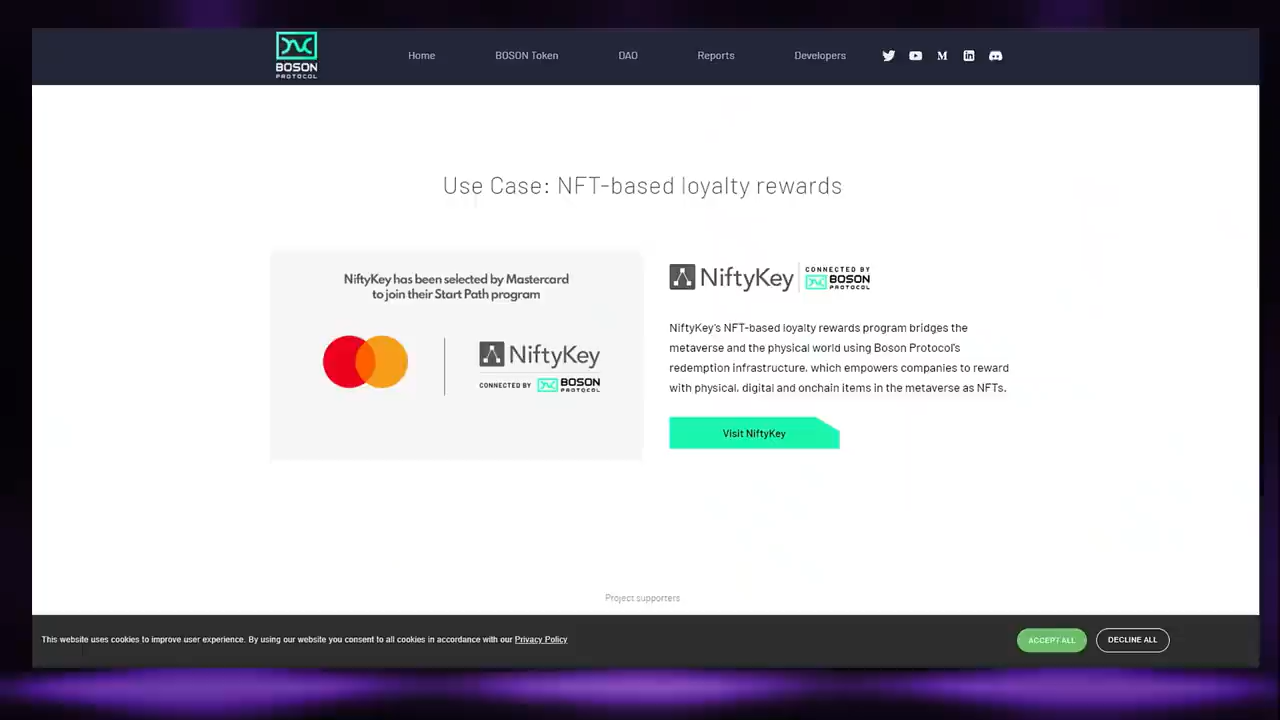 BOSON
PROTOCOL
Home
BOSON Token
DAO
Reports
Developers
M
in
Use Case: NFT-based loyalty rewards
NiftyKey has been selected by Mastercard
to join their Start Path program
NiftyKey
CONNECTED BY BOSON
PROTOCOL
NiftyKey
CONNECTED BY
BOSON
PROTOCOL
NiftyKey's NFT-based loyalty rewards program bridges the
metaverse and the physical world using Boson Protocol's
redemption infrastructure, which empowers companies to reward
with physical, digital and onchain items in the metaverse as NFTs.
Visit NiftyKey
Project supporters
This website uses cookies to improve user experience. By using our website you consent to all cookies in accordance with our Privacy Policy
ACCEPT ALL
DECLINE ALL